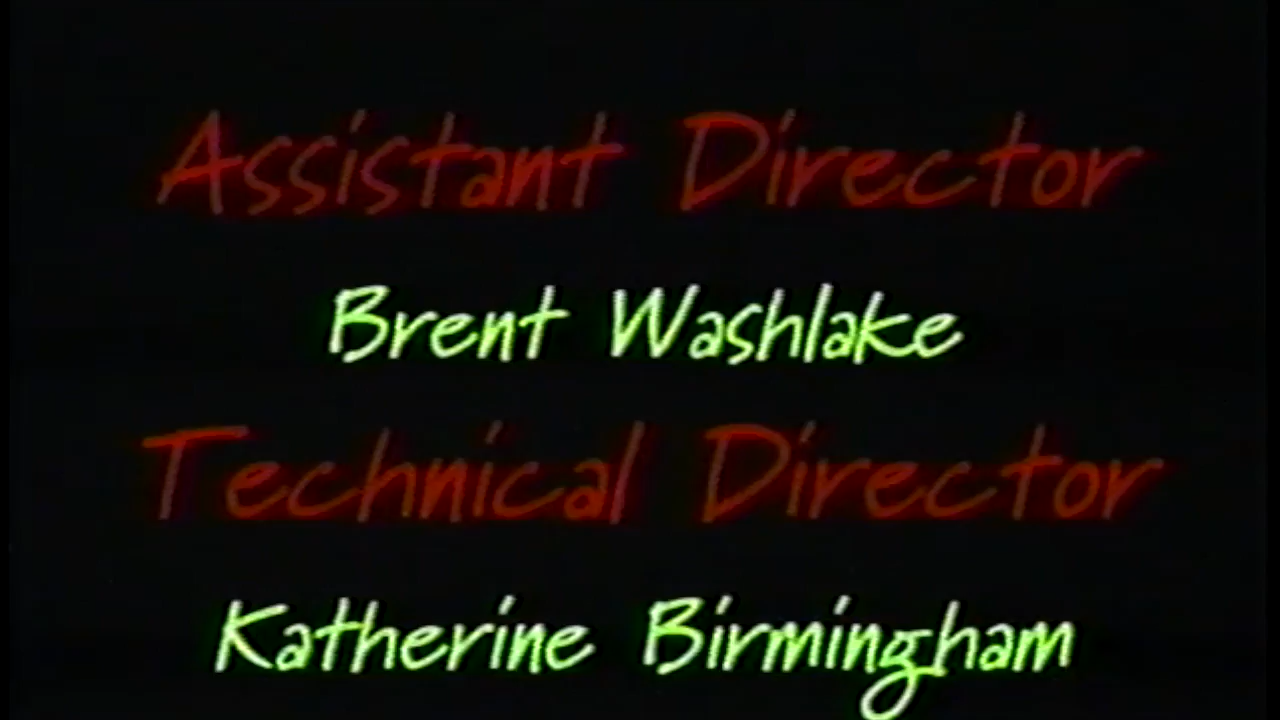 Assistant Director
Brent Washlake
Technical Director
Katherine Birmingham